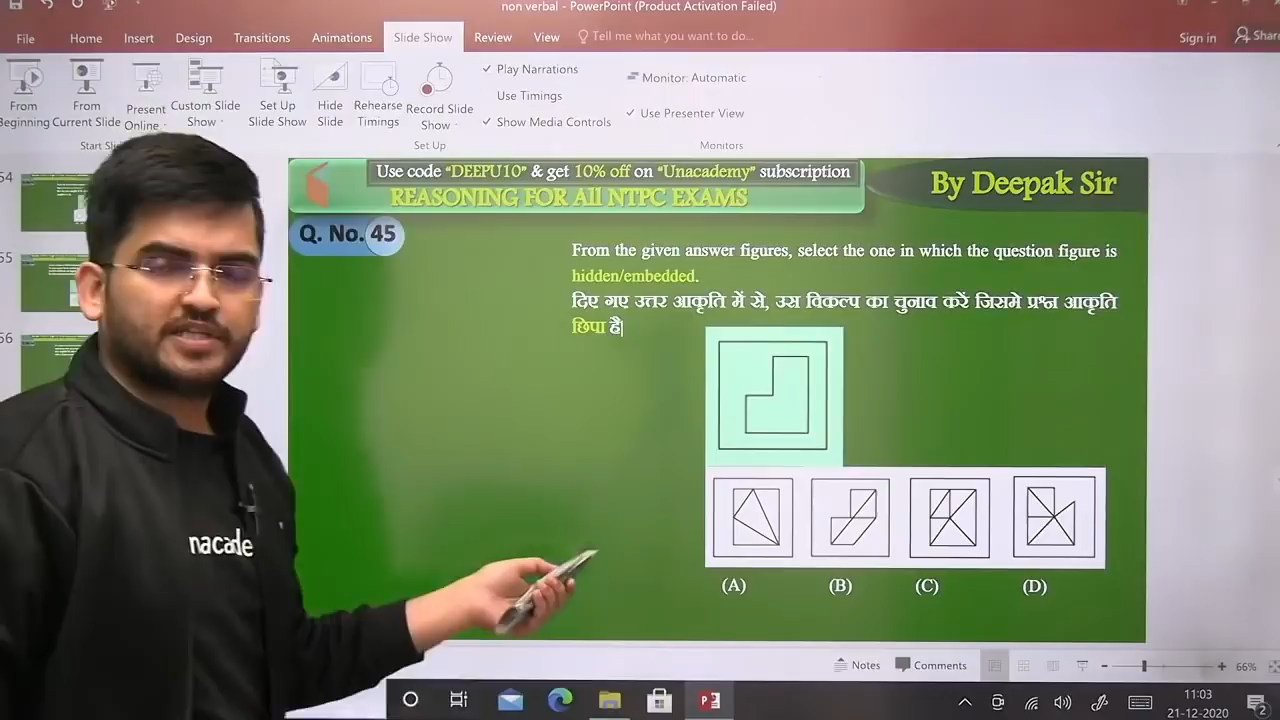 non verbal - PowerPoint (Product Activation Failed)
File Home Insert Design Transitions Animations Slide Show Review View Tell me what you want to do... Sign in Share
From Beginning
From Current Slide
Present Online
Custom Slide Show
Set Up Slide Show
Hide Slide
Rehearse Timings
Record Slide Show
Play Narrations
Use Timings
Show Media Controls
Monitor: Automatic
Use Presenter View
Set Up
Monitors
54
55
56
Use code "DEEPU10" & get 10% off on "Unacademy" subscription
REASONING FOR All NTPC EXAMS
By Deepak Sir
Q. No. 45
From the given answer figures, select the one in which the question figure is
hidden/embedded.
दिए गए उत्तर आकृति में से, उस विकल्प का चुनाव करें जिसमे प्रश्न आकृति
छिपा है|
(A) (B) (C) (D)
nacade
Notes Comments 66%
11:03
21-12-2020
2